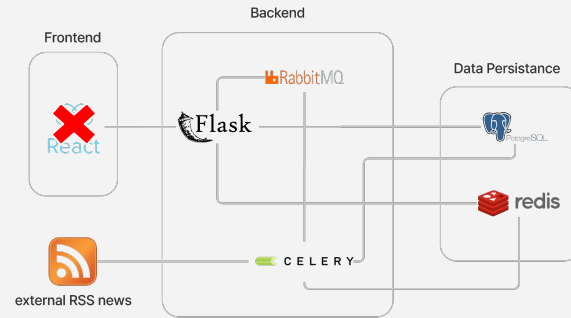 Backend
Frontend
RabbitMQ
Data Persistance
Flask
PostgreSQL
React
redis
CELERY
external RSS news